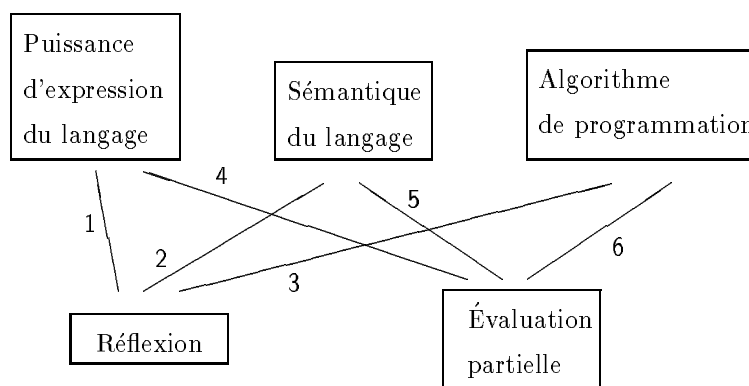 Puissance
d'expression
du langage
Sémantique
du langage
Algorithme
de programmation
4
5
1
2
3
6
Réflexion
Évaluation
partielle